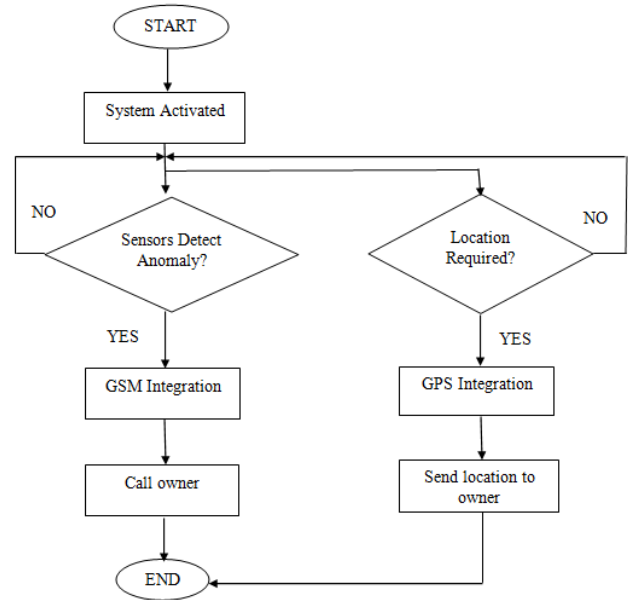 START
System Activated
NO
Sensors Detect
Anomaly?
Location
Required?
NO
YES
YES
GSM Integration
GPS Integration
Call owner
Send location to
owner
END